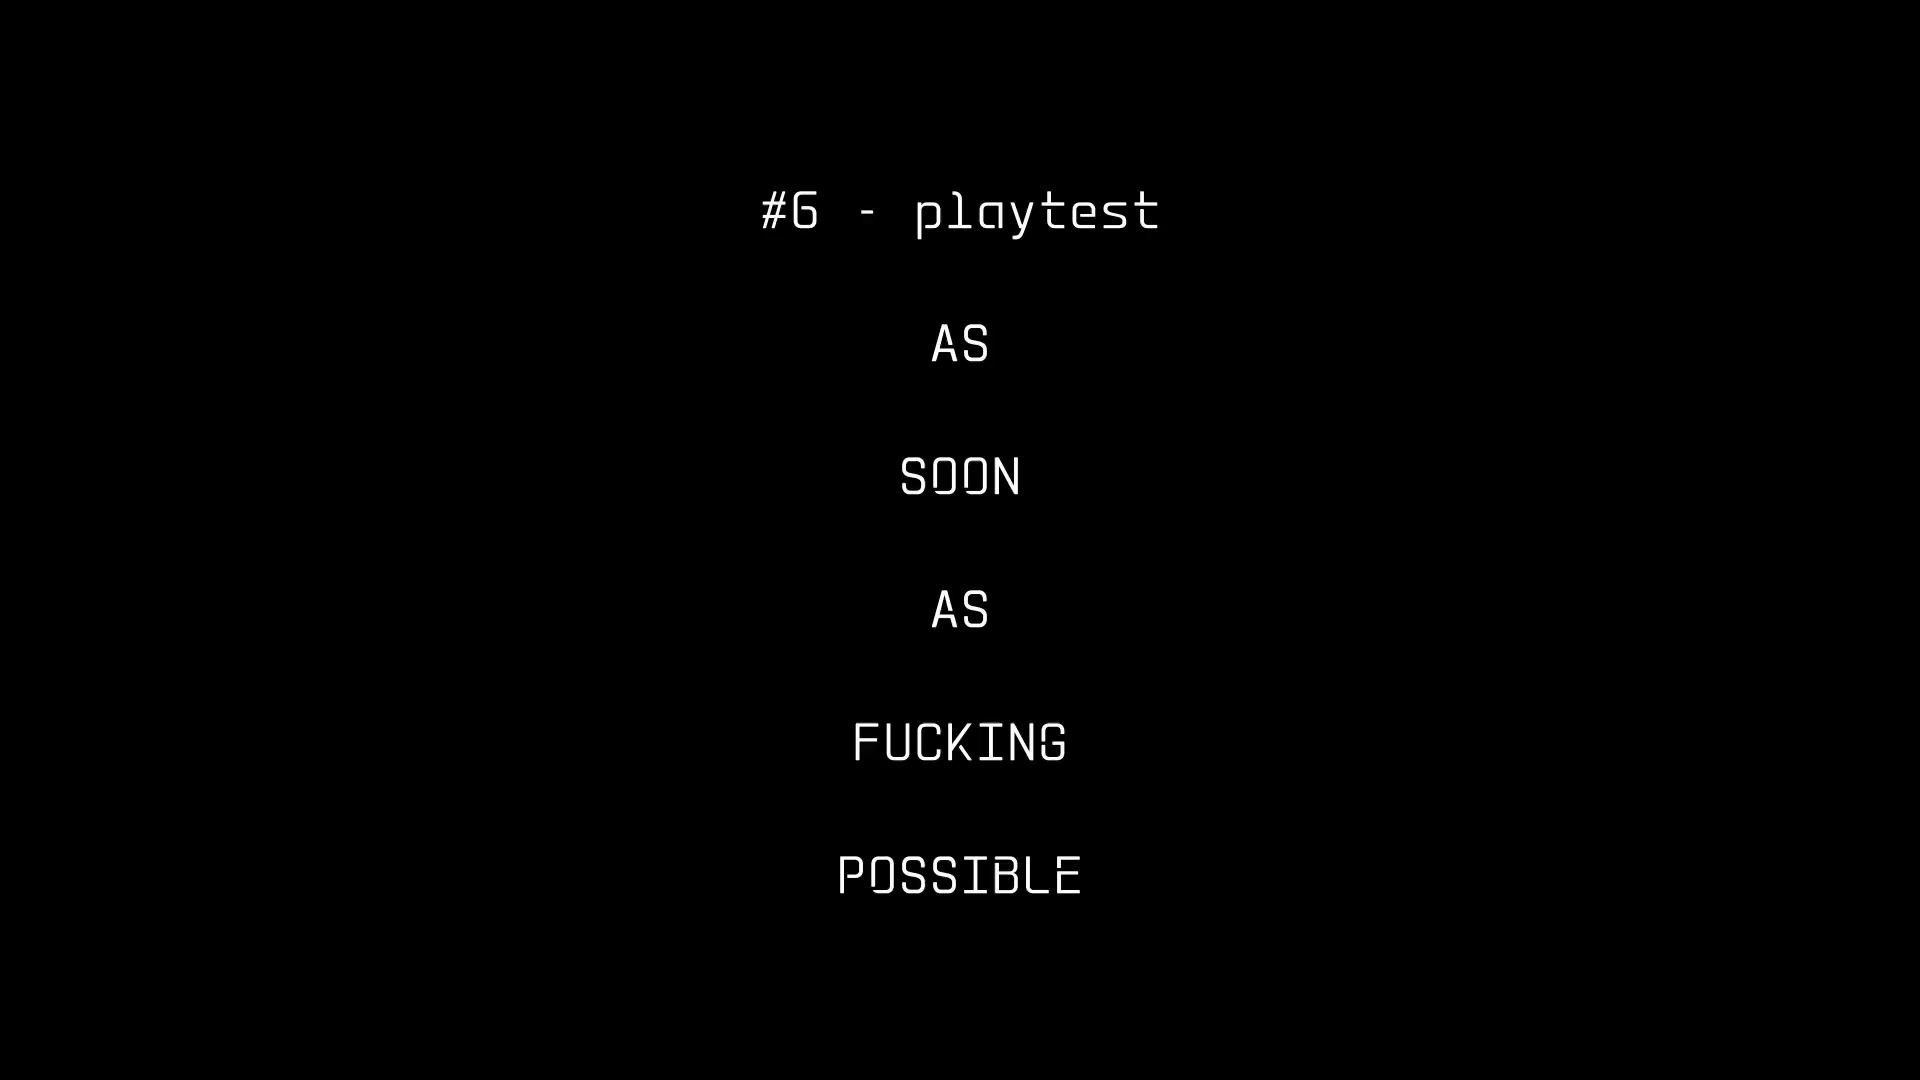 #6 - playtest
AS
SOON
AS
FUCKING
POSSIBLE